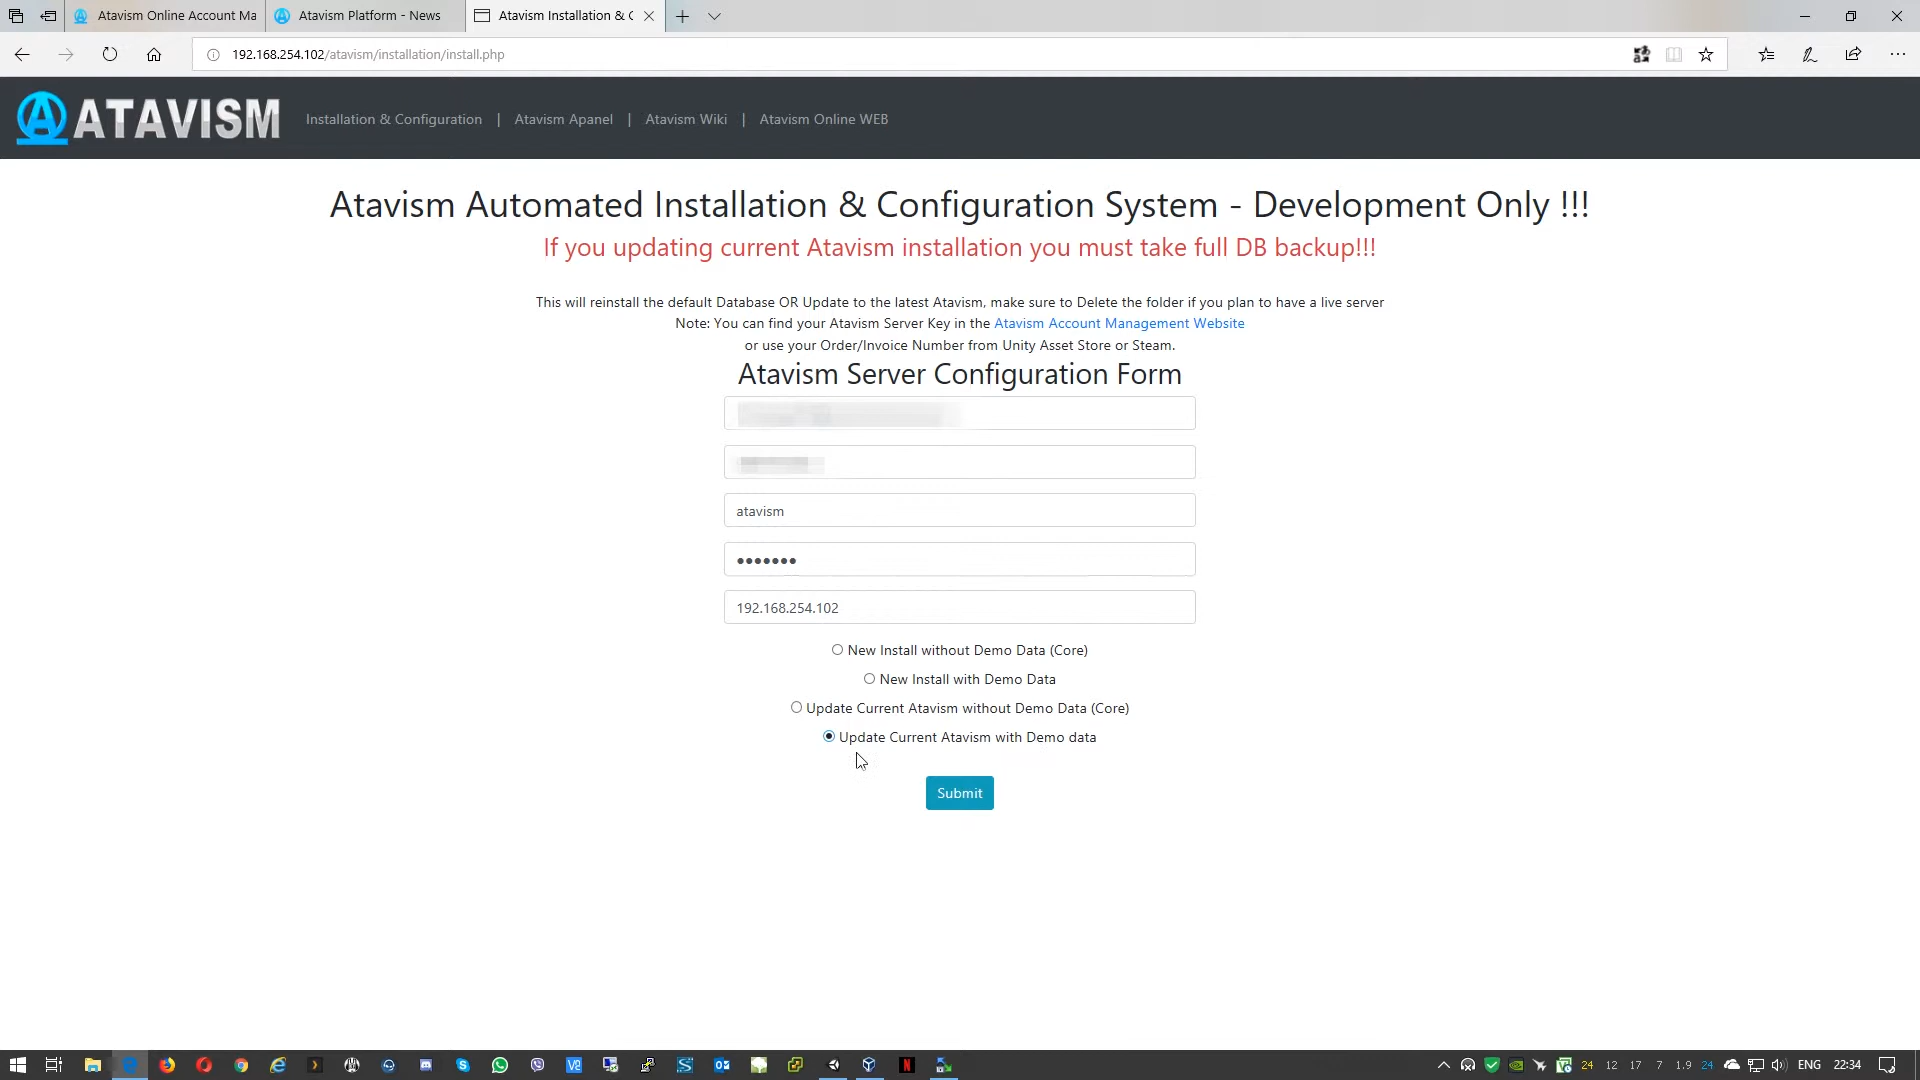 Atavism Online Account Ma
Atavism Platform - News
Atavism Installation & C
192.168.254.102/atavism/installation/install.php
ATAVISM
Installation & Configuration | Atavism Apanel | Atavism Wiki | Atavism Online WEB
Atavism Automated Installation & Configuration System - Development Only !!!
If you updating current Atavism installation you must take full DB backup!!!
This will reinstall the default Database OR Update to the latest Atavism, make sure to Delete the folder if you plan to have a live server
Note: You can find your Atavism Server Key in the Atavism Account Management Website
or use your Order/Invoice Number from Unity Asset Store or Steam.
Atavism Server Configuration Form
atavism
•••••••
192.168.254.102
New Install without Demo Data (Core)
New Install with Demo Data
Update Current Atavism without Demo Data (Core)
Update Current Atavism with Demo data
Submit
24 12 17 7 1.9 24 ENG 22:34